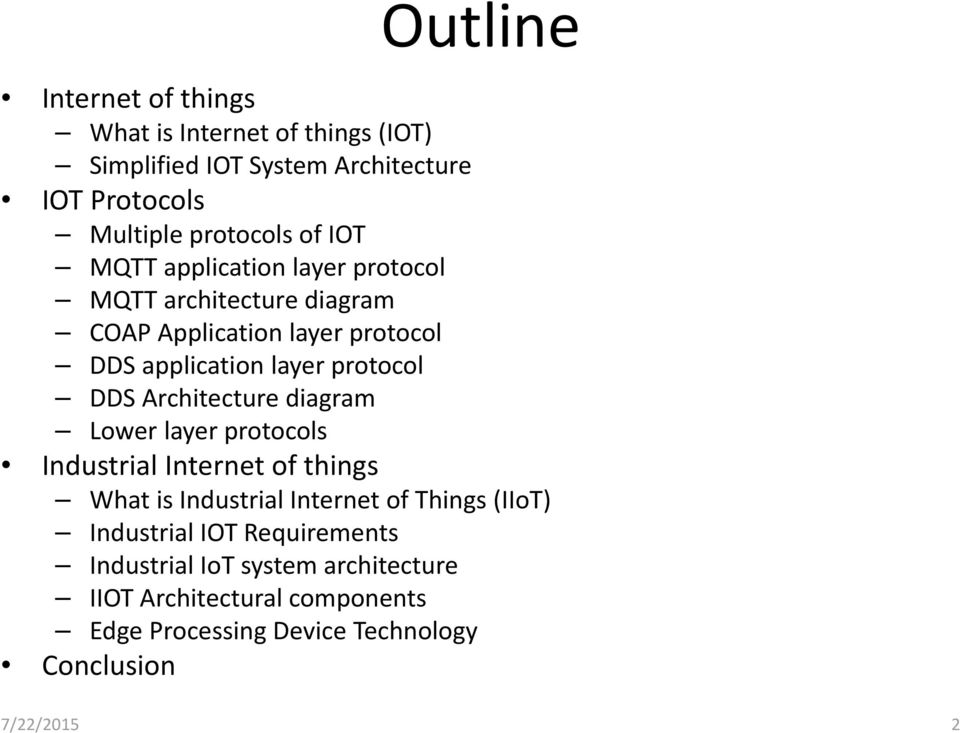 Outline
• Internet of things
– What is Internet of things (IOT)
– Simplified IOT System Architecture
• IOT Protocols
– Multiple protocols of IOT
– MQTT application layer protocol
– MQTT architecture diagram
– COAP Application layer protocol
– DDS application layer protocol
– DDS Architecture diagram
– Lower layer protocols
• Industrial Internet of things
– What is Industrial Internet of Things (IIoT)
– Industrial IOT Requirements
– Industrial IoT system architecture
– IIOT Architectural components
– Edge Processing Device Technology
• Conclusion
7/22/2015 2